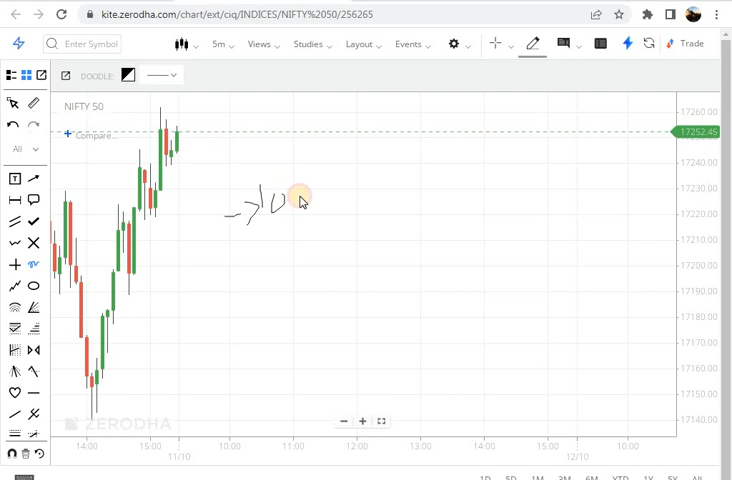 kite.zerodha.com/chart/ext/ciq/INDICES/NIFTY%2050/256265
Enter Symbol 5m Views Studies Layout Events Trade
DOODLE:
NIFTY 50
Compare...
All
T
10
17260.00
17252.45
17240.00
17230.00
17220.00
17210.00
17200.00
17190.00
17180.00
17170.00
17160.00
17150.00
17140.00
ZERODHA
14:00 15:00 10:00 11:00 12:00 13:00 14:00 15:00 10:00
11/10 12/10
1D 5D 1M 3M 6M YTD 1Y 5Y All